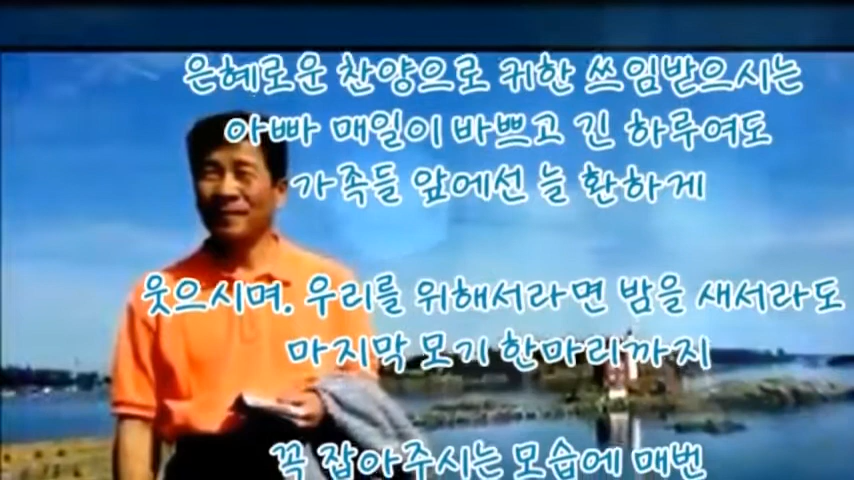 은혜로운 찬양으로 귀한 쓰임받으시는
아빠 매일이 바쁘고 긴 하루여도
가족들 앞에선 늘 환하게
웃으시며. 우리를 위해서라면 밤을 새서라도
마지막 모기 한마리까지
꼭 잡아주시는 모습에 매번